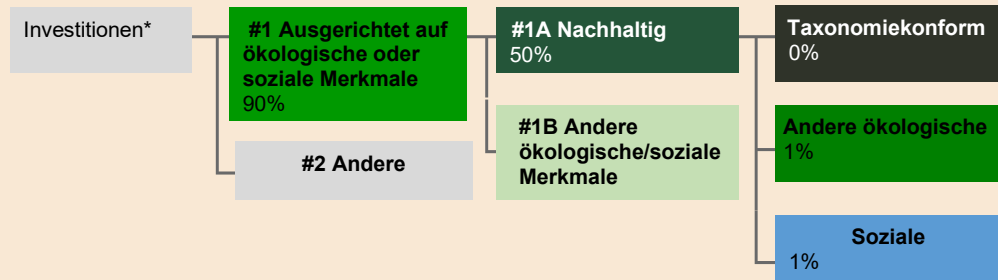 Investitionen*
#1 Ausgerichtet auf
ökologische oder
soziale Merkmale
90%
#2 Andere
#1A Nachhaltig
50%
#1B Andere
ökologische/soziale
Merkmale
Taxonomiekonform
0%
Andere ökologische
1%
Soziale
1%